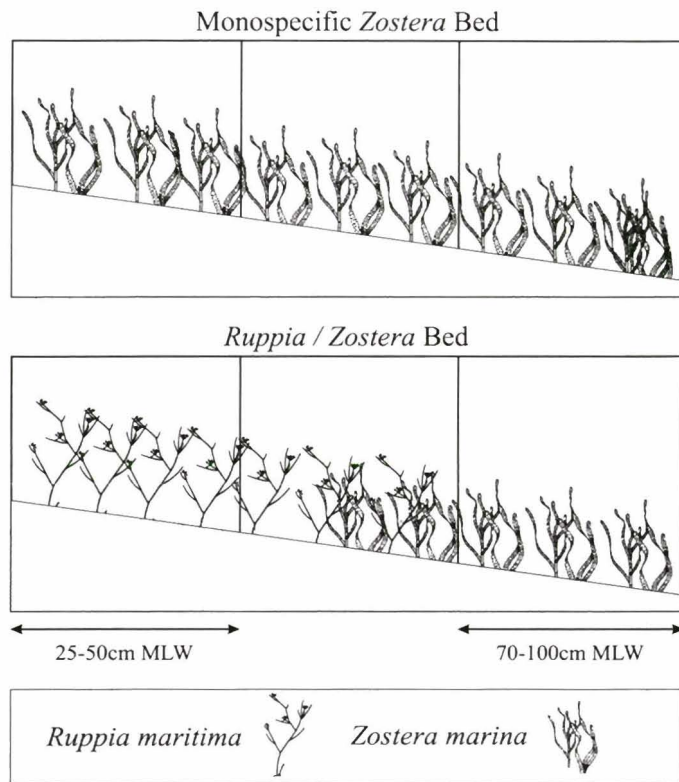 Monospecific Zostera Bed
Ruppia / Zostera Bed
25-50cm MLW
70-100cm MLW
Ruppia maritima
Zostera marina